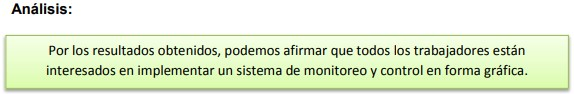 Análisis:
Por los resultados obtenidos, podemos afirmar que todos los trabajadores están
interesados en implementar un sistema de monitoreo y control en forma gráfica.